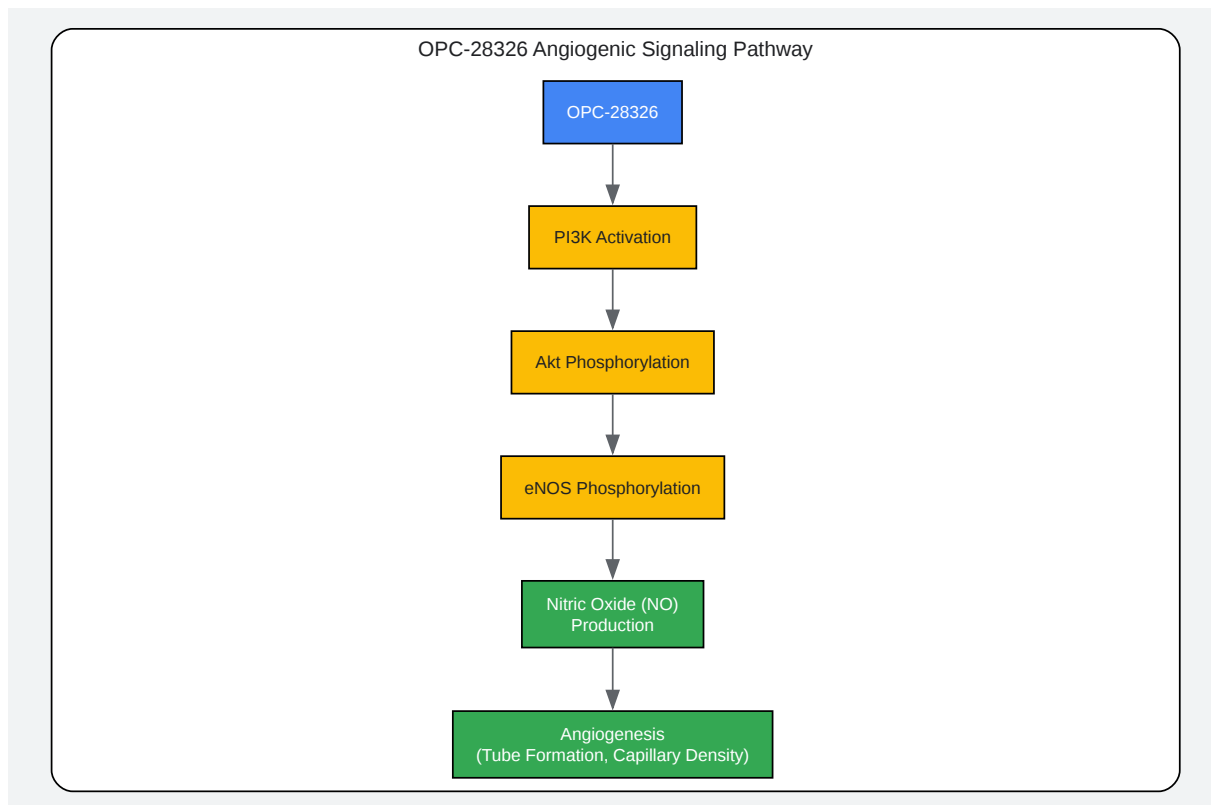 OPC-28326 Angiogenic Signaling Pathway
OPC-28326
PI3K Activation
Akt Phosphorylation
eNOS Phosphorylation
Nitric Oxide (NO)
Production
Angiogenesis
(Tube Formation, Capillary Density)